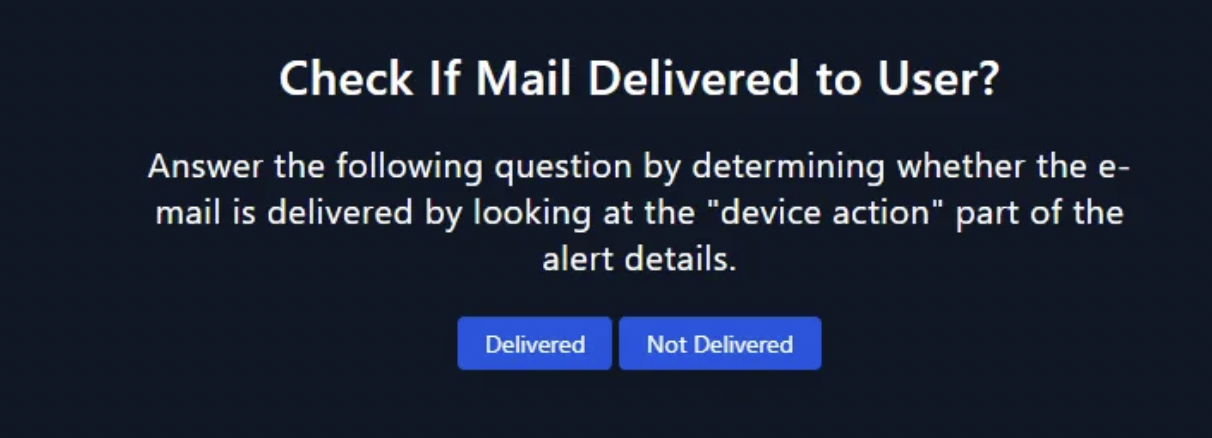 Check If Mail Delivered to User?
Answer the following question by determining whether the e-
mail is delivered by looking at the "device action" part of the
alert details.
Delivered
Not Delivered